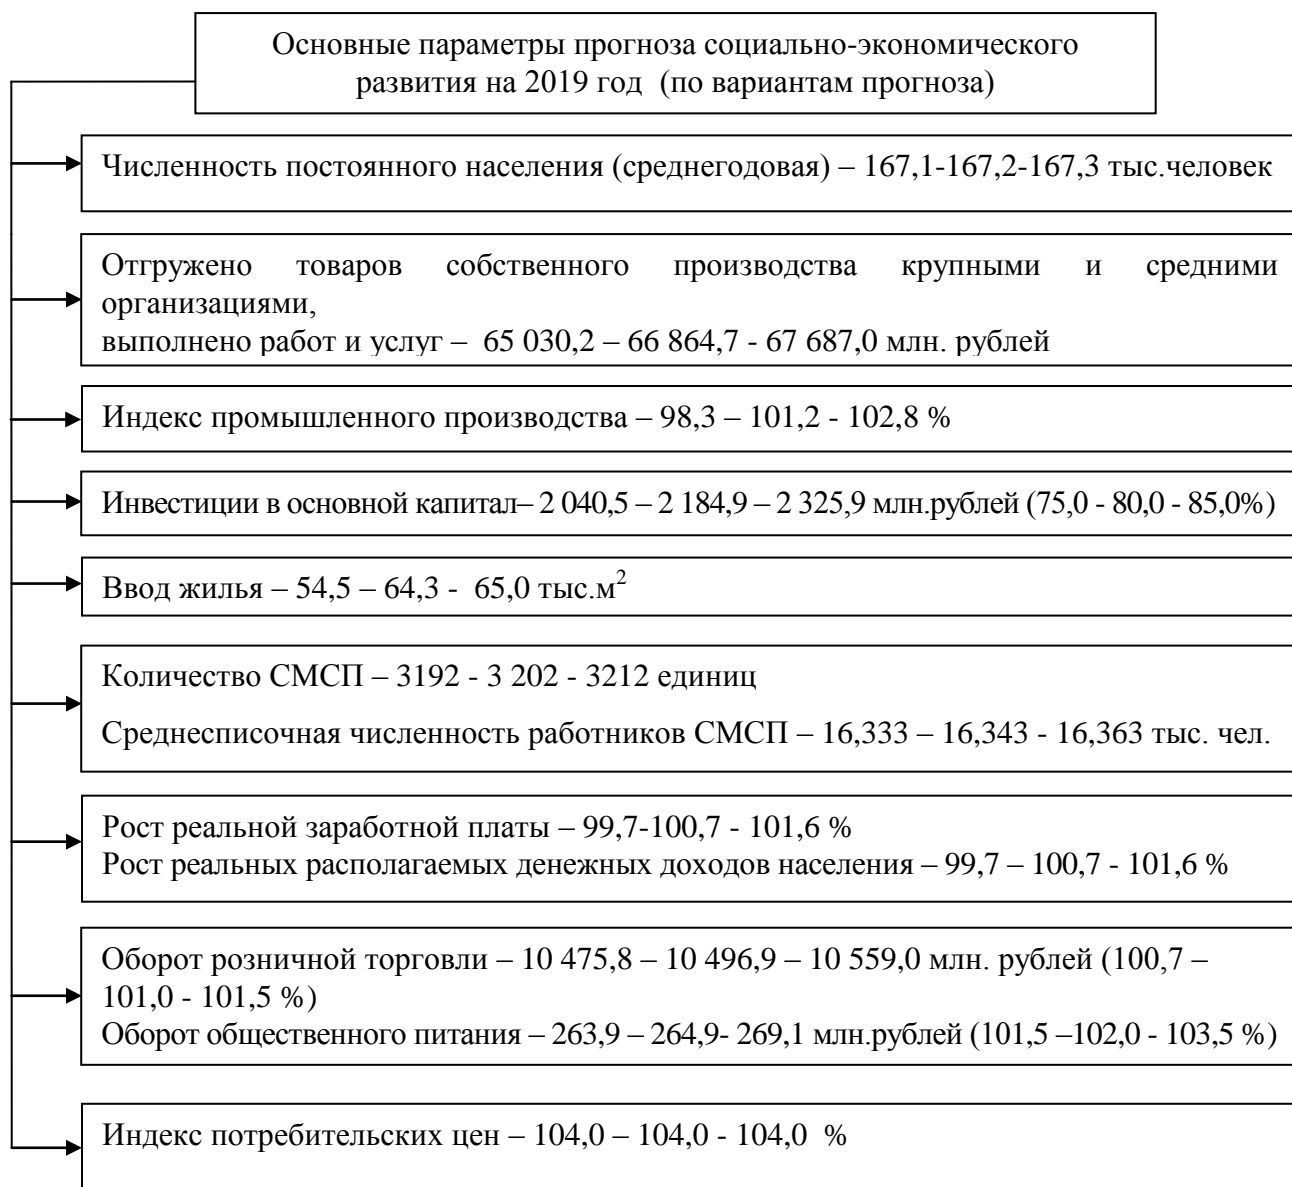 Основные параметры прогноза социально-экономического
развития на 2019 год (по вариантам прогноза)
Численность постоянного населения (среднегодовая) – 167,1-167,2-167,3 тыс.человек
Отгружено товаров собственного производства крупными и средними
организациями,
выполнено работ и услуг – 65 030,2 – 66 864,7 - 67 687,0 млн. рублей
Индекс промышленного производства – 98,3 – 101,2 - 102,8 %
Инвестиции в основной капитал– 2 040,5 – 2 184,9 – 2 325,9 млн.рублей (75,0 - 80,0 - 85,0%)
Ввод жилья – 54,5 – 64,3 - 65,0 тыс.м²
Количество СМСП – 3192 - 3 202 - 3212 единиц
Среднесписочная численность работников СМСП – 16,333 – 16,343 - 16,363 тыс. чел.
Рост реальной заработной платы – 99,7-100,7 - 101,6 %
Рост реальных располагаемых денежных доходов населения – 99,7 – 100,7 - 101,6 %
Оборот розничной торговли – 10 475,8 – 10 496,9 – 10 559,0 млн. рублей (100,7 –
101,0 - 101,5 %)
Оборот общественного питания – 263,9 – 264,9- 269,1 млн.рублей (101,5 –102,0 - 103,5 %)
Индекс потребительских цен – 104,0 – 104,0 - 104,0 %